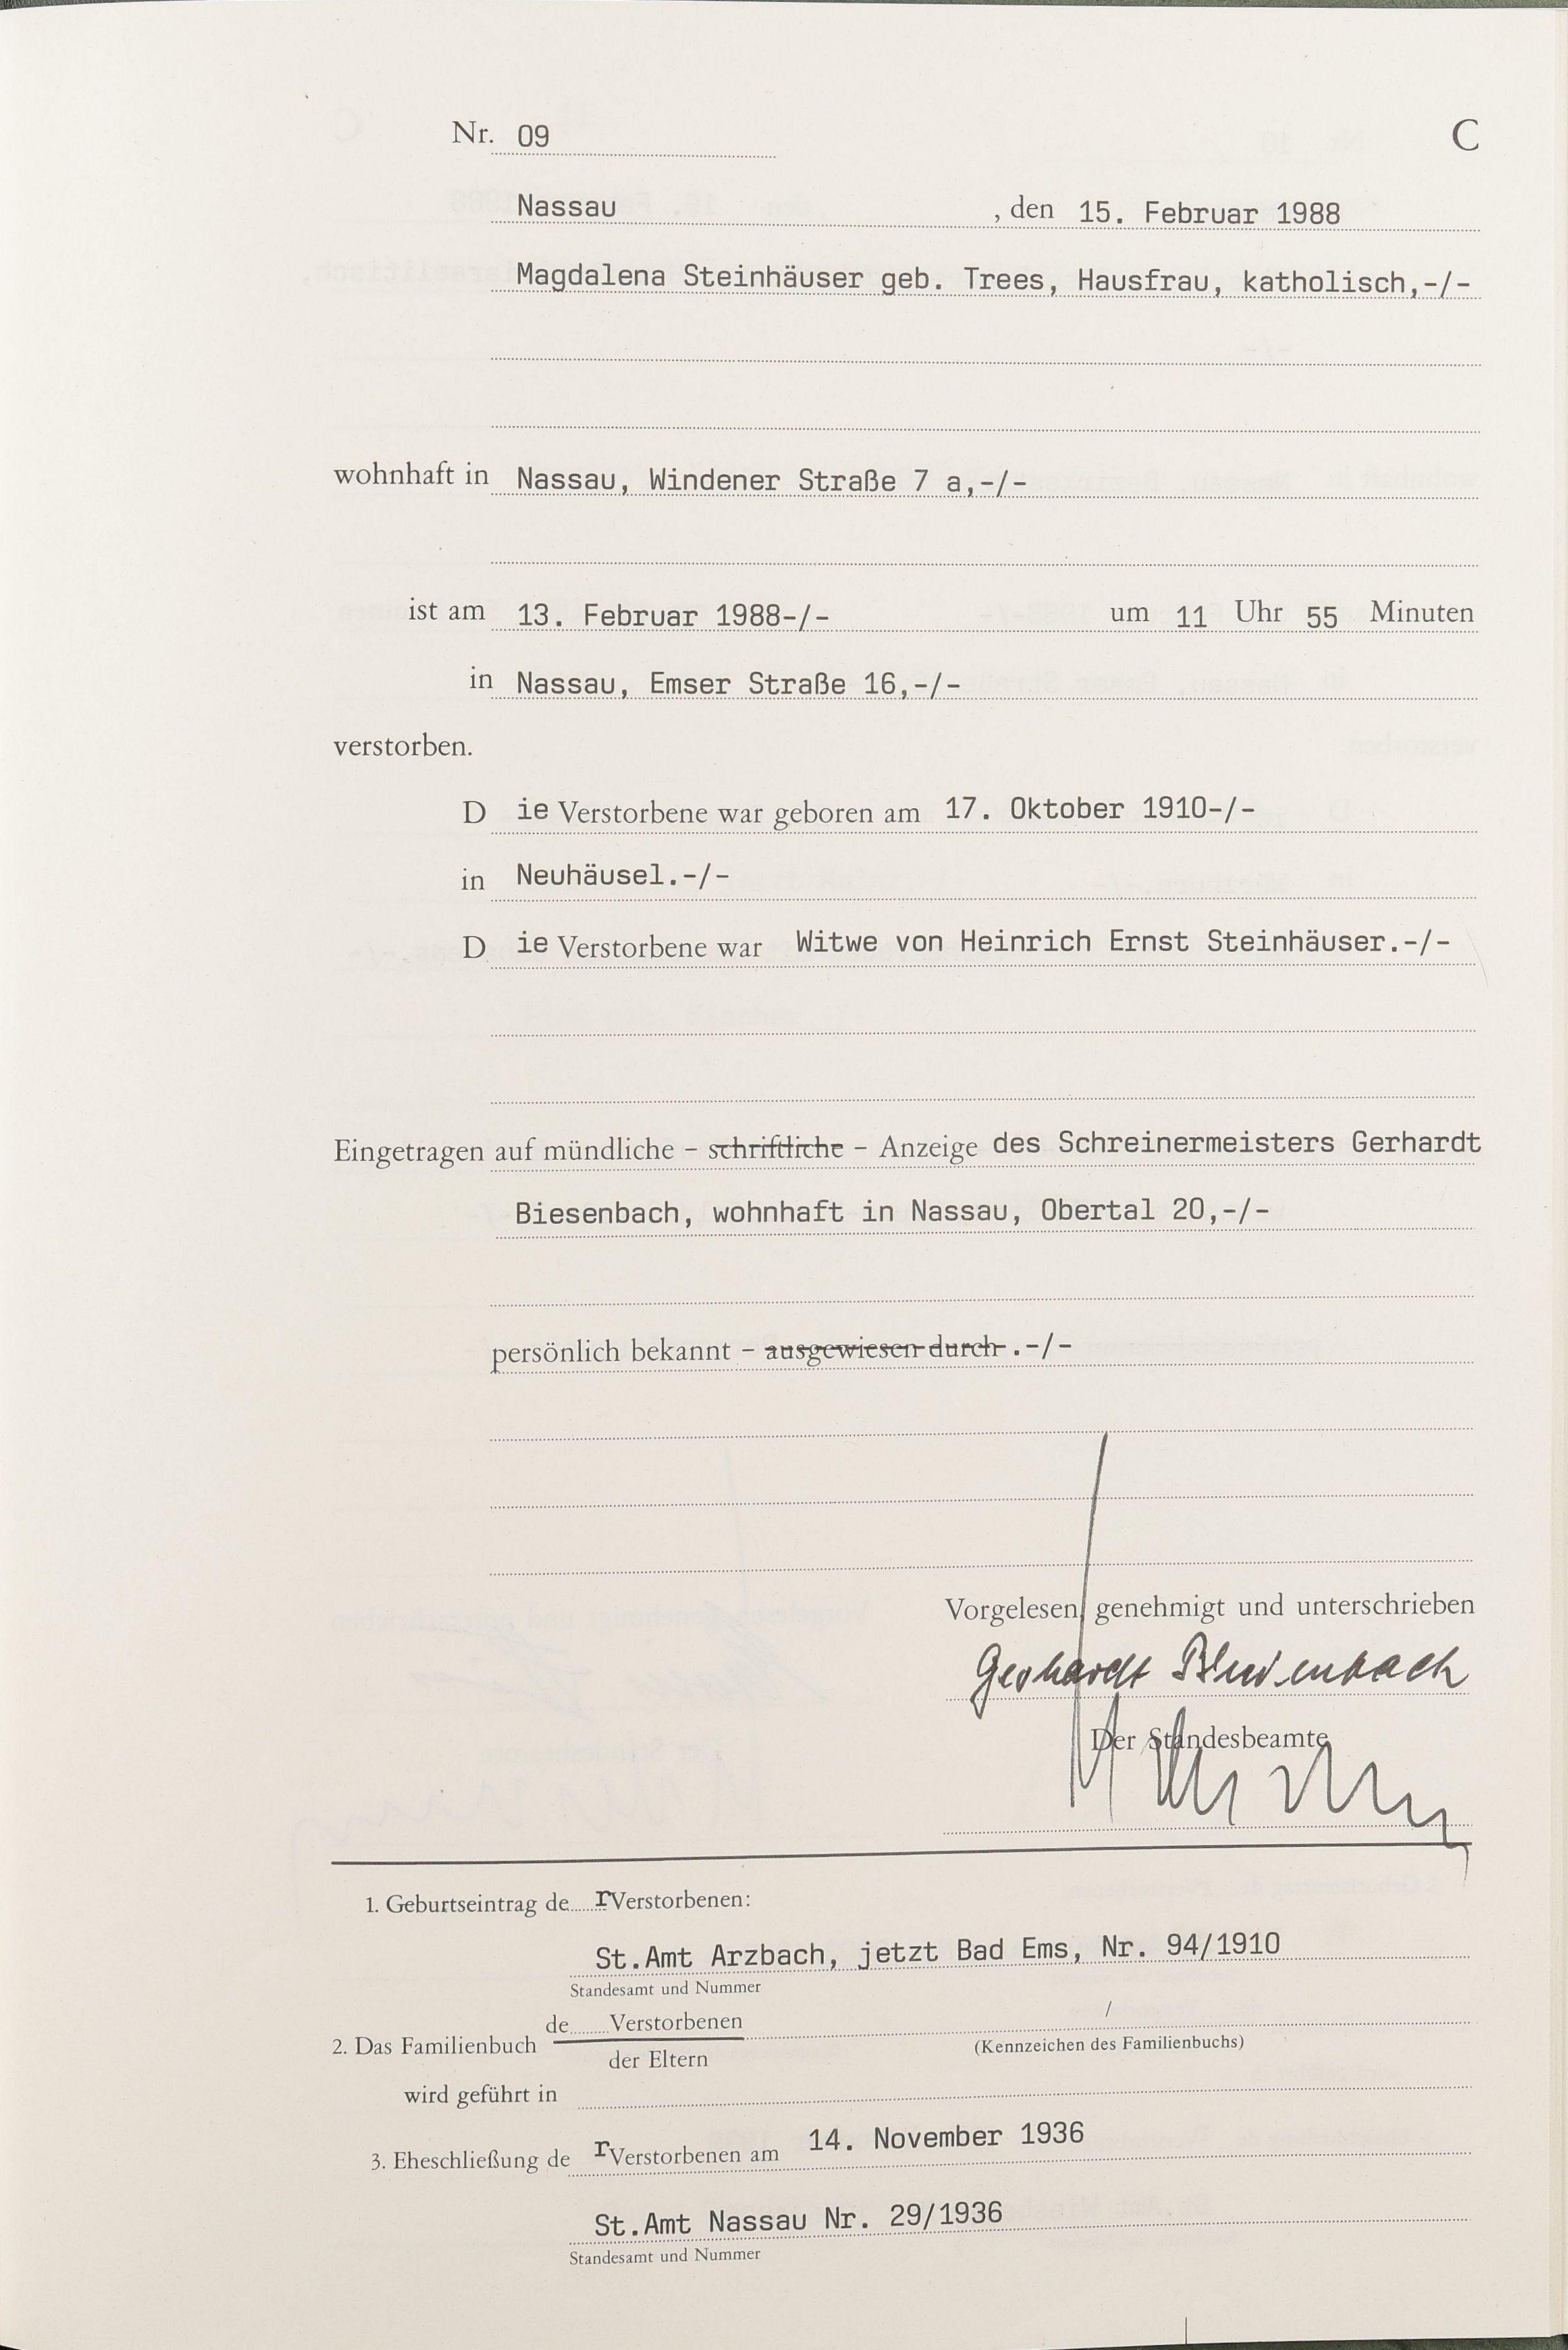 Nr. 09 C
Nassau , den 15. Februar 1988
Magdalena Steinhäuser geb. Trees, Hausfrau, katholisch,-/-
wohnhaft in Nassau, Windener Straße 7 a,-/-
ist am 13. Februar 1988-/- um 11 Uhr 55 Minuten
in Nassau, Emser Straße 16,-/-
verstorben.
D ie Verstorbene war geboren am 17. Oktober 1910-/-
in Neuhäusel.-/-
D ie Verstorbene war Witwe von Heinrich Ernst Steinhäuser.-/-
Eingetragen auf mündliche – schriftliche – Anzeige des Schreinermeisters Gerhardt
Biesenbach, wohnhaft in Nassau, Obertal 20,-/-
persönlich bekannt – ausgewiesen durch .-/-
Vorgelesen, genehmigt und unterschrieben
Gerhardt Biesenbach
Der Standesbeamte
1. Geburtseintrag de r Verstorbenen:
St.Amt Arzbach, jetzt Bad Ems, Nr. 94/1910
Standesamt und Nummer
de Verstorbenen /
2. Das Familienbuch (Kennzeichen des Familienbuchs)
der Eltern
wird geführt in
3. Eheschließung de r Verstorbenen am 14. November 1936
St.Amt Nassau Nr. 29/1936
Standesamt und Nummer